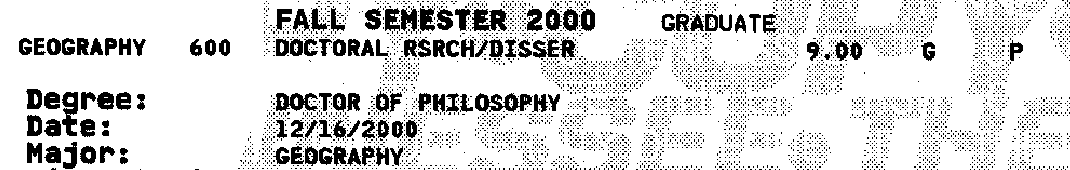 FALL SEMESTER 2000 GRADUATE
GEOGRAPHY 600 DOCTORAL RSRCH/DISSER 9.00 G P
Degree: DOCTOR OF PHILOSOPHY
Date: 12/16/2000
Major: GEOGRAPHY